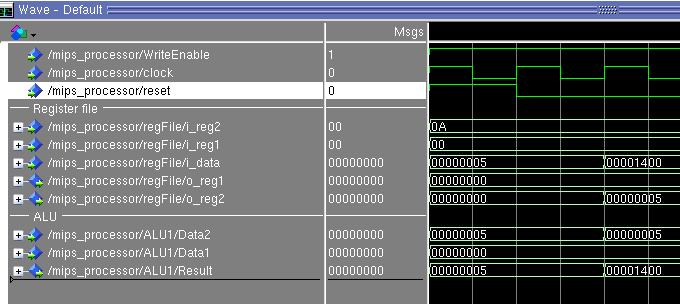 Wave - Default
Msgs
/mips_processor/WriteEnable 1
/mips_processor/clock 0
/mips_processor/reset 0
Register file
/mips_processor/regFile/i_reg2 00 0A
/mips_processor/regFile/i_reg1 00 00
/mips_processor/regFile/i_data 00000000 00000005 00001400
/mips_processor/regFile/o_reg1 00000000 00000000
/mips_processor/regFile/o_reg2 00000000 00000000 00000005
ALU
/mips_processor/ALU1/Data2 00000000 00000005 00000005
/mips_processor/ALU1/Data1 00000000 00000000
/mips_processor/ALU1/Result 00000000 00000005 00001400